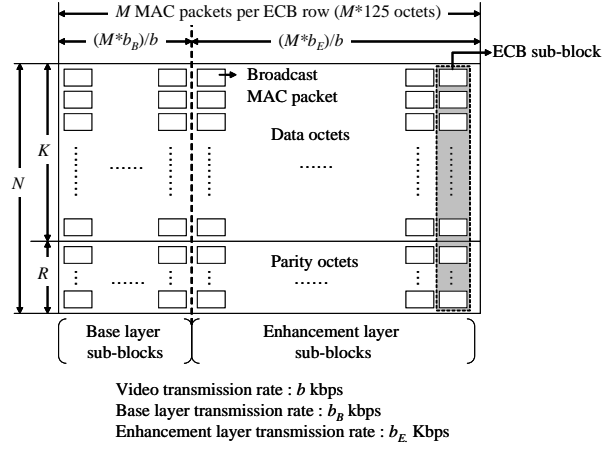 M MAC packets per ECB row (M*125 octets)
(M*b_B)/b
(M*b_E)/b
ECB sub-block
Broadcast
MAC packet
Data octets
K
N
R
Parity octets
Base layer
sub-blocks
Enhancement layer
sub-blocks
Video transmission rate : b kbps
Base layer transmission rate : b_B kbps
Enhancement layer transmission rate : b_E. Kbps